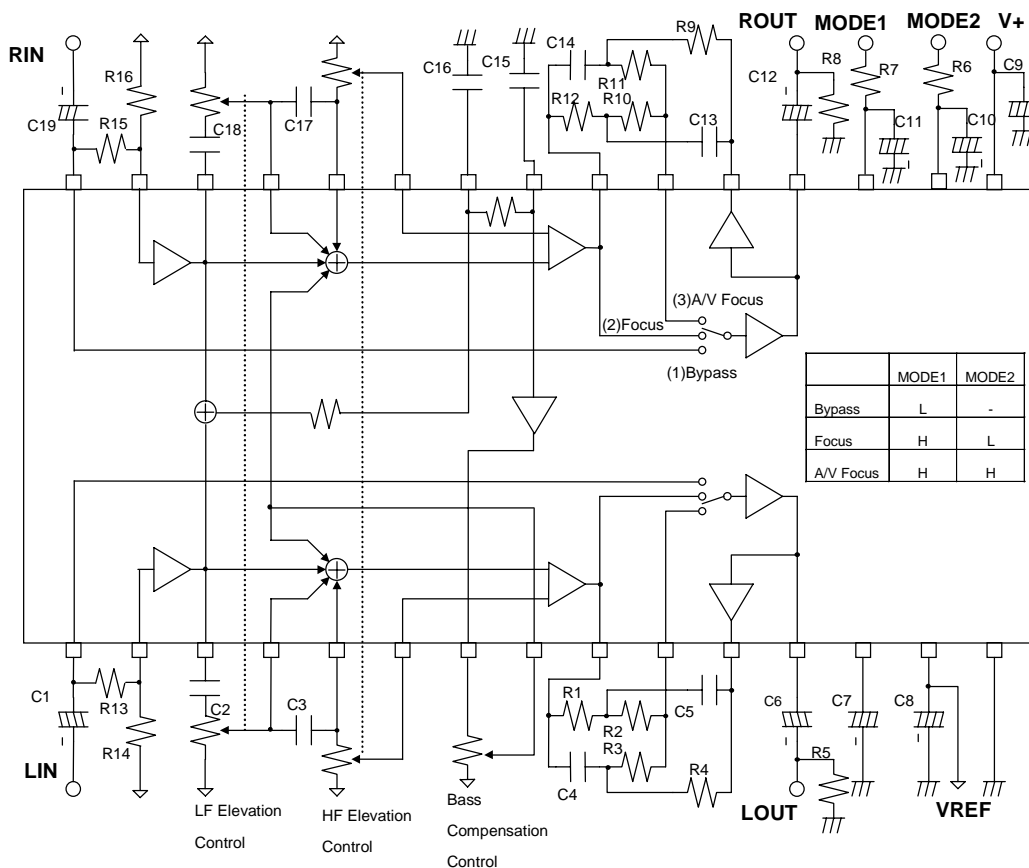 RIN
R16
C19
R15
C18
C17
C16
C15
C14
R9
R11
R12
R10
C13
ROUT
MODE1
MODE2
V+
C12
R8
R7
R6
C9
C11
C10
(3)A/V Focus
(2)Focus
(1)Bypass
MODE1 MODE2
Bypass L -
Focus H L
A/V Focus H H
C1
R13
R14
LIN
C2
C3
R1
R2
R3
C5
C4
R4
C6
C7
C8
R5
LOUT
VREF
LF Elevation
Control
HF Elevation
Control
Bass
Compensation
Control